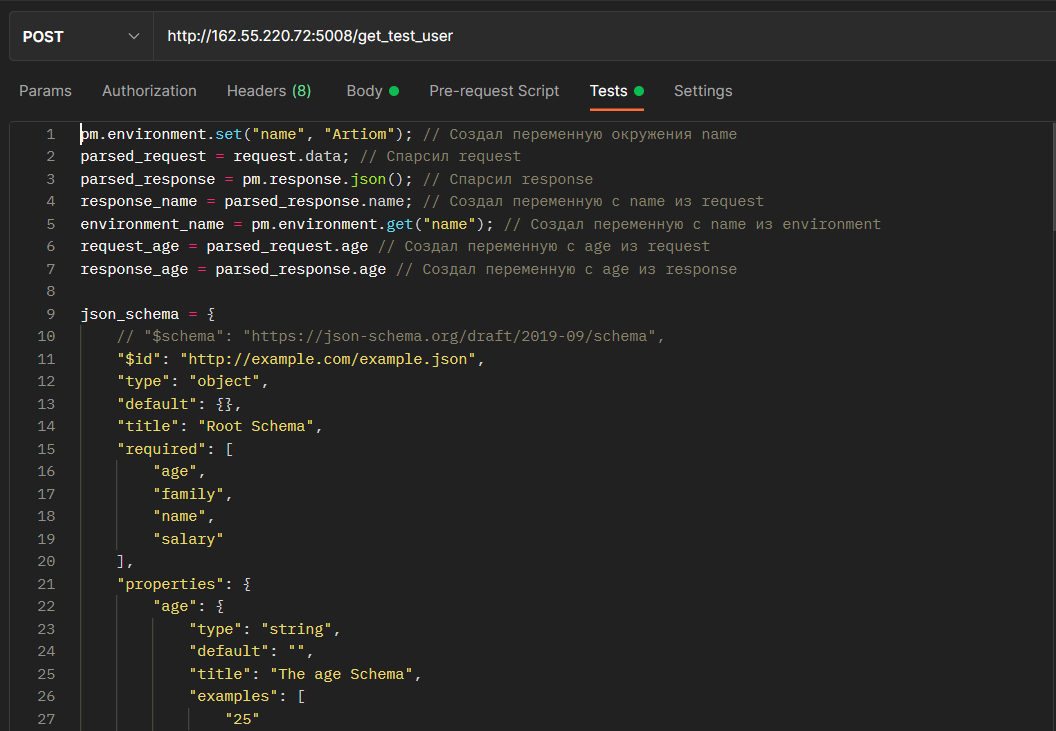 POST http://162.55.220.72:5008/get_test_user
Params Authorization Headers (8) Body Pre-request Script Tests Settings
1 pm.environment.set("name", "Artiom"); // Создал переменную окружения name
2 parsed_request = request.data; // Спарсил request
3 parsed_response = pm.response.json(); // Спарсил response
4 response_name = parsed_response.name; // Создал переменную с name из request
5 environment_name = pm.environment.get("name"); // Создал переменную с name из environment
6 request_age = parsed_request.age // Создал переменную с age из request
7 response_age = parsed_response.age // Создал переменную с age из response
8
9 json_schema = {
10 // "$schema": "https://json-schema.org/draft/2019-09/schema",
11 "$id": "http://example.com/example.json",
12 "type": "object",
13 "default": {},
14 "title": "Root Schema",
15 "required": [
16 "age",
17 "family",
18 "name",
19 "salary"
20 ],
21 "properties": {
22 "age": {
23 "type": "string",
24 "default": "",
25 "title": "The age Schema",
26 "examples": [
27 "25"